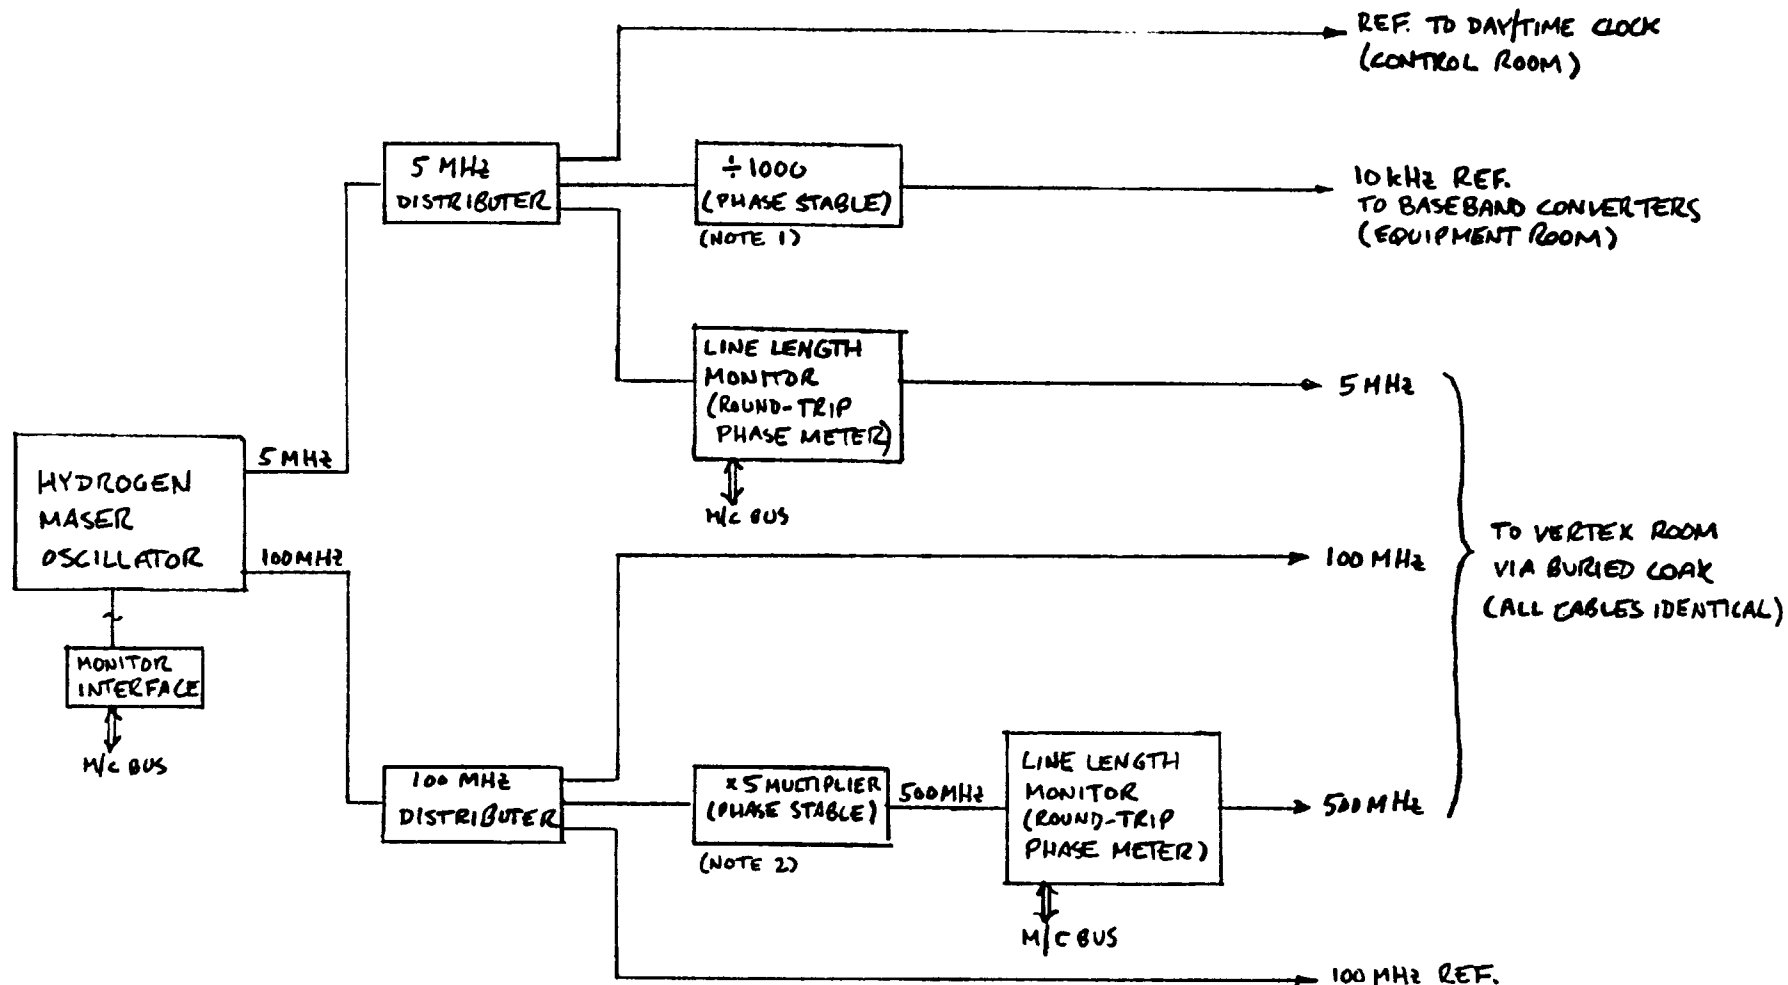 REF. TO DAY/TIME CLOCK
(CONTROL ROOM)
5 MHz
DISTRIBUTER
÷1000
(PHASE STABLE)
(NOTE 1)
10 kHz REF.
TO BASEBAND CONVERTERS
(EQUIPMENT ROOM)
LINE LENGTH
MONITOR
(ROUND-TRIP
PHASE METER)
M/C BUS
5 MHz
HYDROGEN
MASER
OSCILLATOR
5 MHz
100 MHz
MONITOR
INTERFACE
M/C BUS
100 MHz
TO VERTEX ROOM
VIA BURIED COAX
(ALL CABLES IDENTICAL)
100 MHz
DISTRIBUTER
x 5 MULTIPLIER
(PHASE STABLE)
(NOTE 2)
500 MHz
LINE LENGTH
MONITOR
(ROUND-TRIP
PHASE METER)
M/C BUS
500 MHz
100 MHz REF.